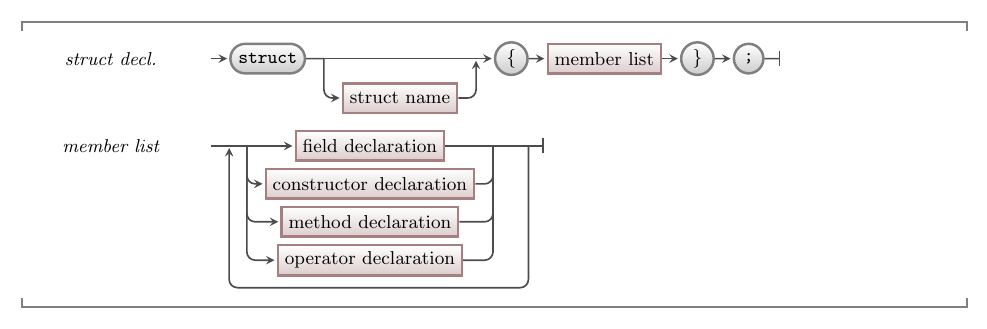 struct decl. struct { member list } ;
struct name
member list field declaration
constructor declaration
method declaration
operator declaration